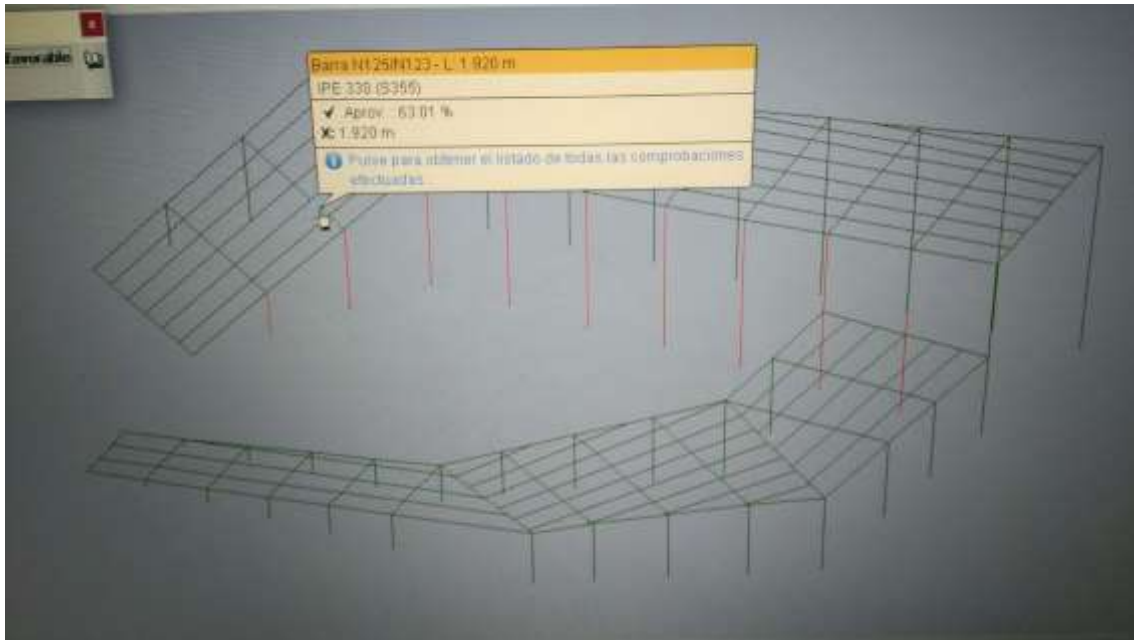 Favorable
Barra N125/N123 - L: 1.920 m
IPE 330 (S355)
Aprov.: 63.01 %
X: 1.920 m
Pulse para obtener el listado de todas las comprobaciones
efectuadas.